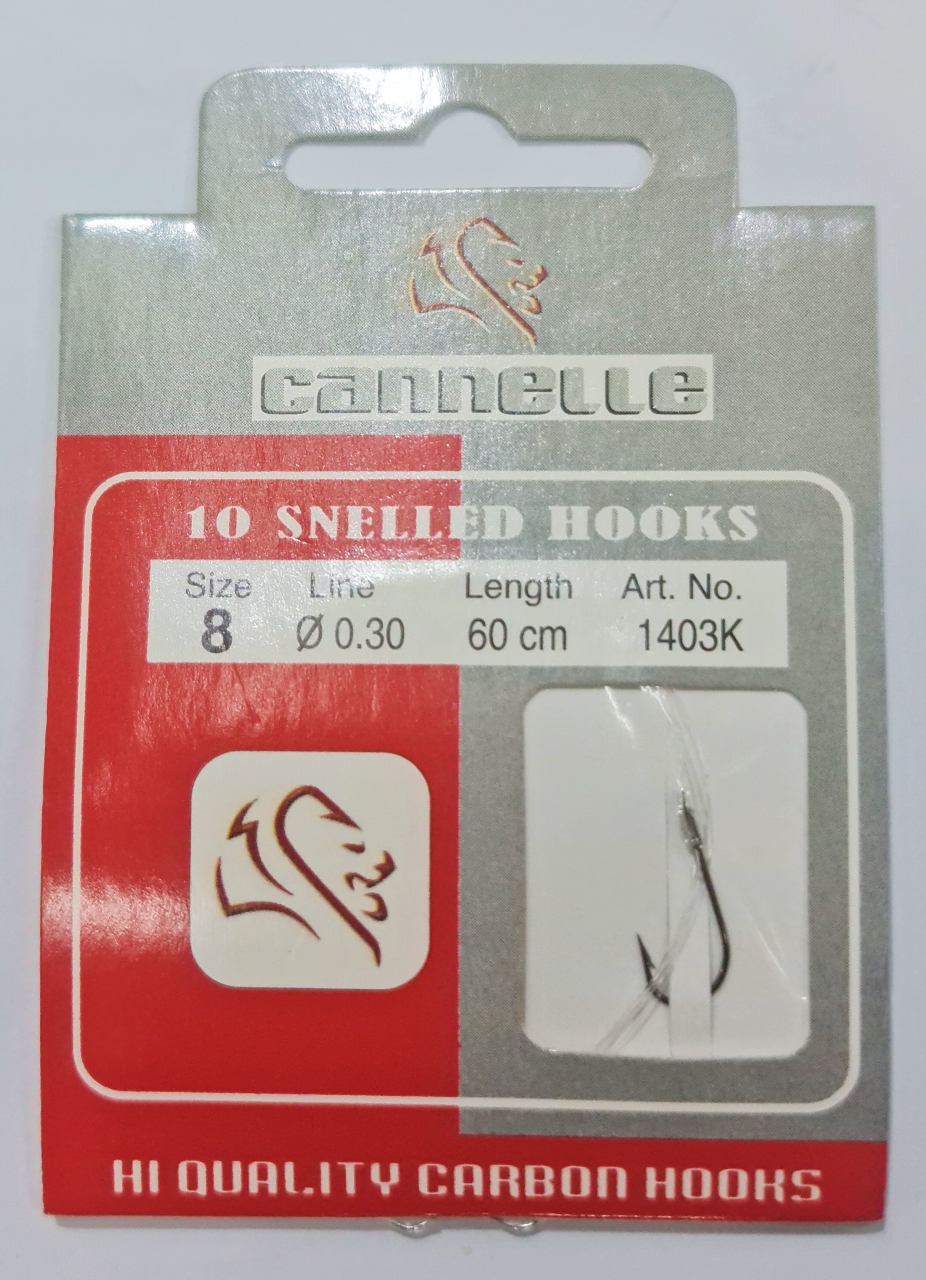 cannelle
10 SNELLED HOOKS
Size Line Length Art. No.
8 Ø 0.30 60 cm 1403K
HI QUALITY CARBON HOOKS